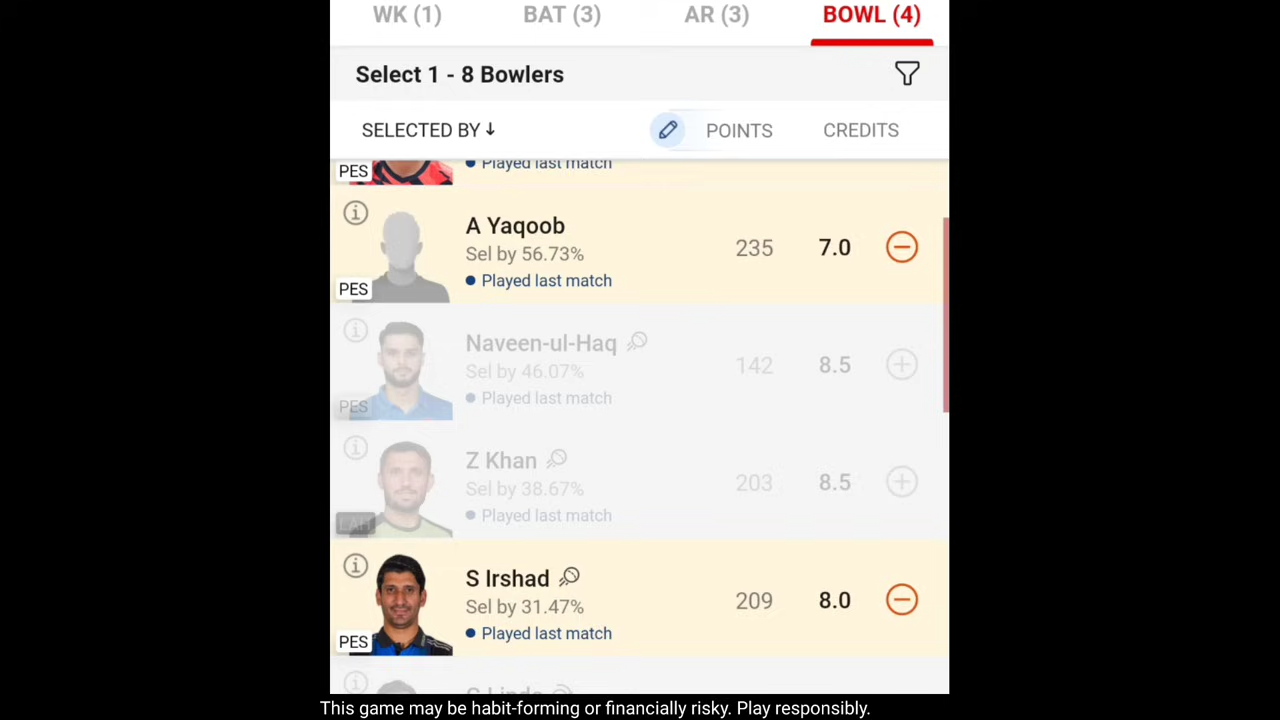 WK (1) BAT (3) AR (3) BOWL (4)
Select 1 - 8 Bowlers
SELECTED BY ↓ POINTS CREDITS
PES Played last match
A Yaqoob
Sel by 56.73% 235 7.0
PES Played last match
Naveen-ul-Haq
Sel by 46.07% 142 8.5
PES Played last match
Z Khan
Sel by 38.67% 203 8.5
LAH Played last match
S Irshad
Sel by 31.47% 209 8.0
PES Played last match
This game may be habit-forming or financially risky. Play responsibly.